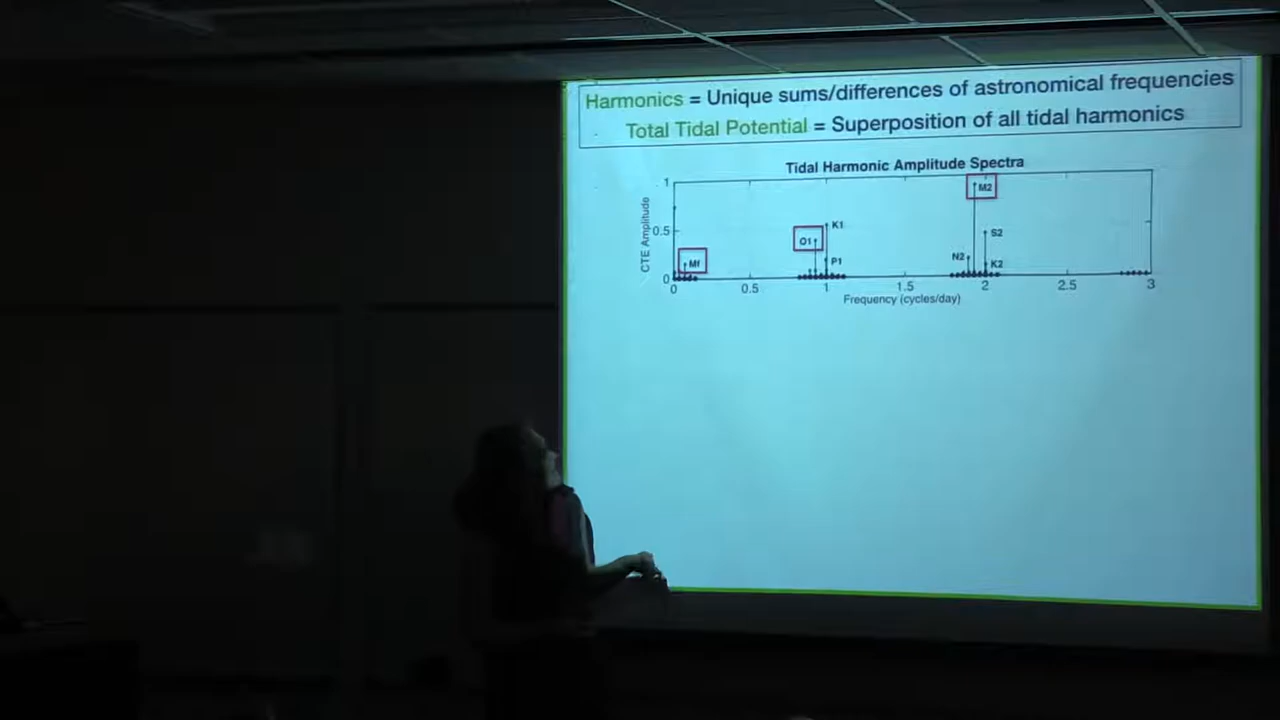 Harmonics = Unique sums/differences of astronomical frequencies
Total Tidal Potential = Superposition of all tidal harmonics
Tidal Harmonic Amplitude Spectra
CTE Amplitude
1
0.5
0
Mf
O1
K1
P1
M2
S2
N2
K2
0 0.5 1 1.5 2 2.5 3
Frequency (cycles/day)